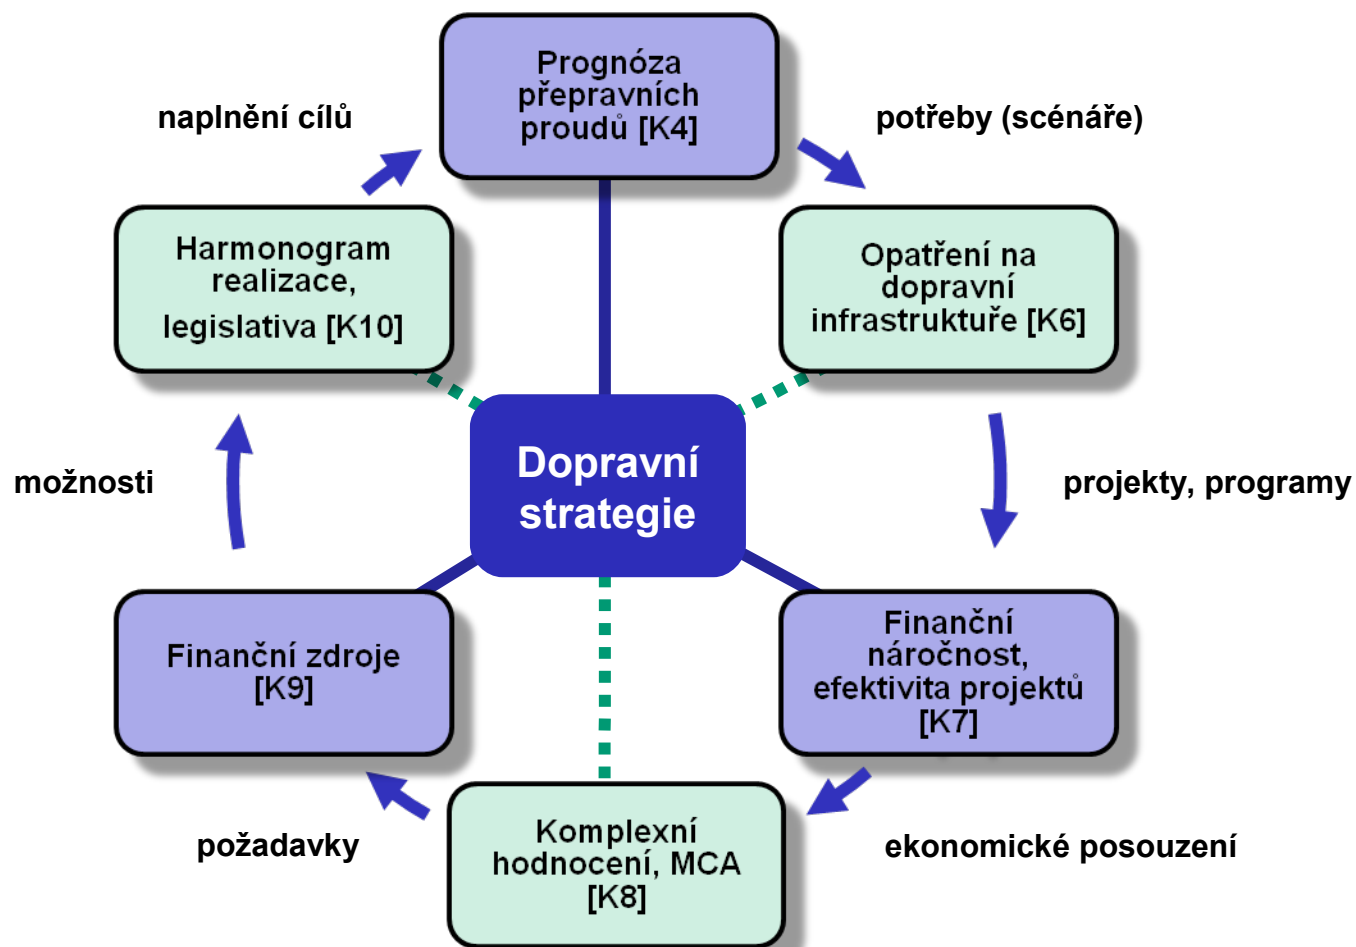 Prognóza
přepravních
proudů [K4]
naplnění cílů
potřeby (scénáře)
Harmonogram
realizace,
legislativa [K10]
Opatření na
dopravní
infrastruktuře [K6]
Dopravní
strategie
možnosti
projekty, programy
Finanční zdroje
[K9]
Finanční
náročnost,
efektivita projektů
[K7]
požadavky
Komplexní
hodnocení, MCA
[K8]
ekonomické posouzení